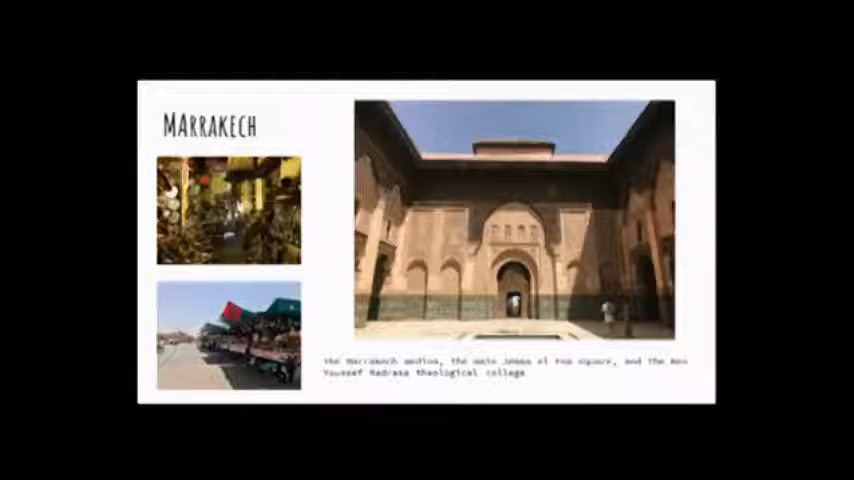 Marrakech
The Marrakech medina, the main Jemaa el Fna square, and the Ben
Youssef Madrasa theological college